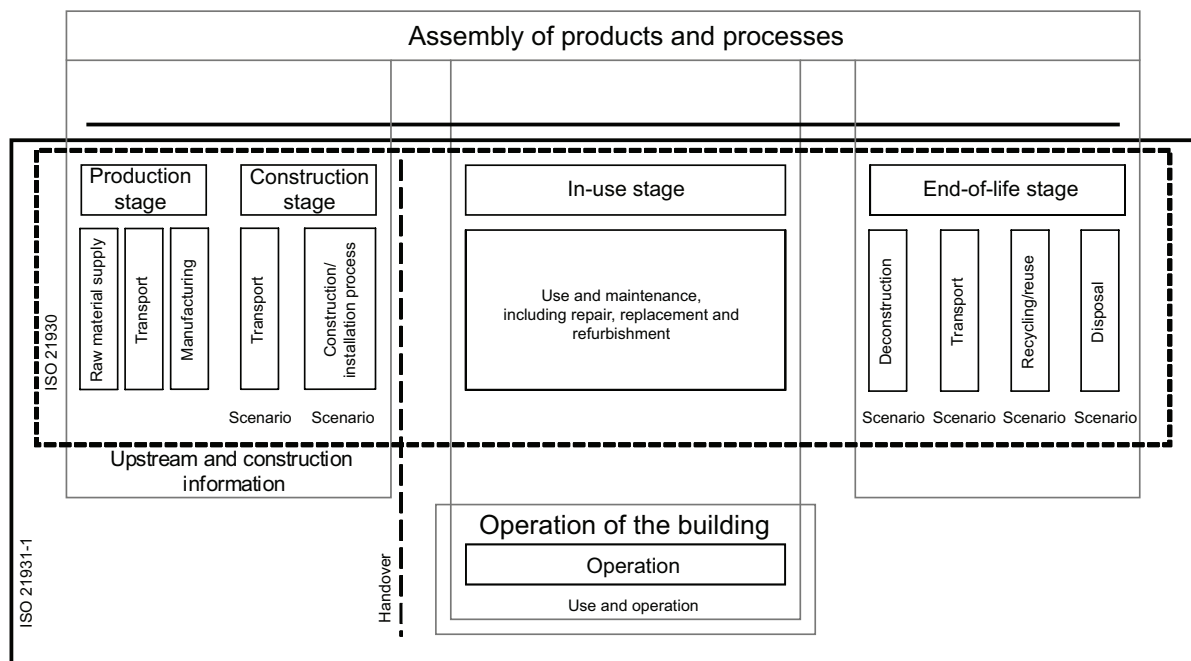 Assembly of products and processes
Production
stage
Construction
stage
In-use stage
End-of-life stage
Raw material supply
Transport
Manufacturing
Transport
Construction/
installation process
Use and maintenance,
including repair, replacement and
refurbishment
Deconstruction
Transport
Recycling/reuse
Disposal
ISO 21930
Scenario
Scenario
Scenario
Scenario
Scenario
Scenario
Upstream and construction
information
ISO 21931-1
Handover
Operation of the building
Operation
Use and operation